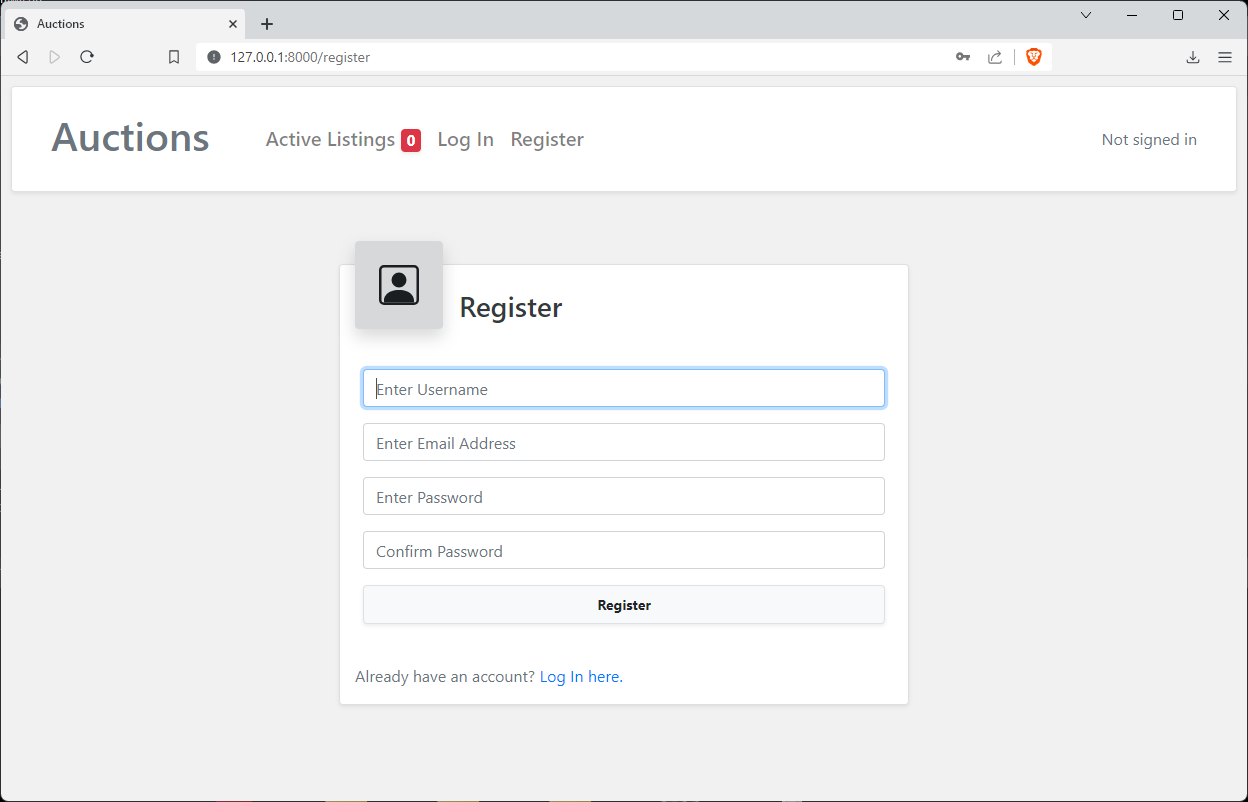 Auctions
127.0.0.1:8000/register
Auctions Active Listings 0 Log In Register Not signed in
Register
Enter Username
Enter Email Address
Enter Password
Confirm Password
Register
Already have an account? Log In here.